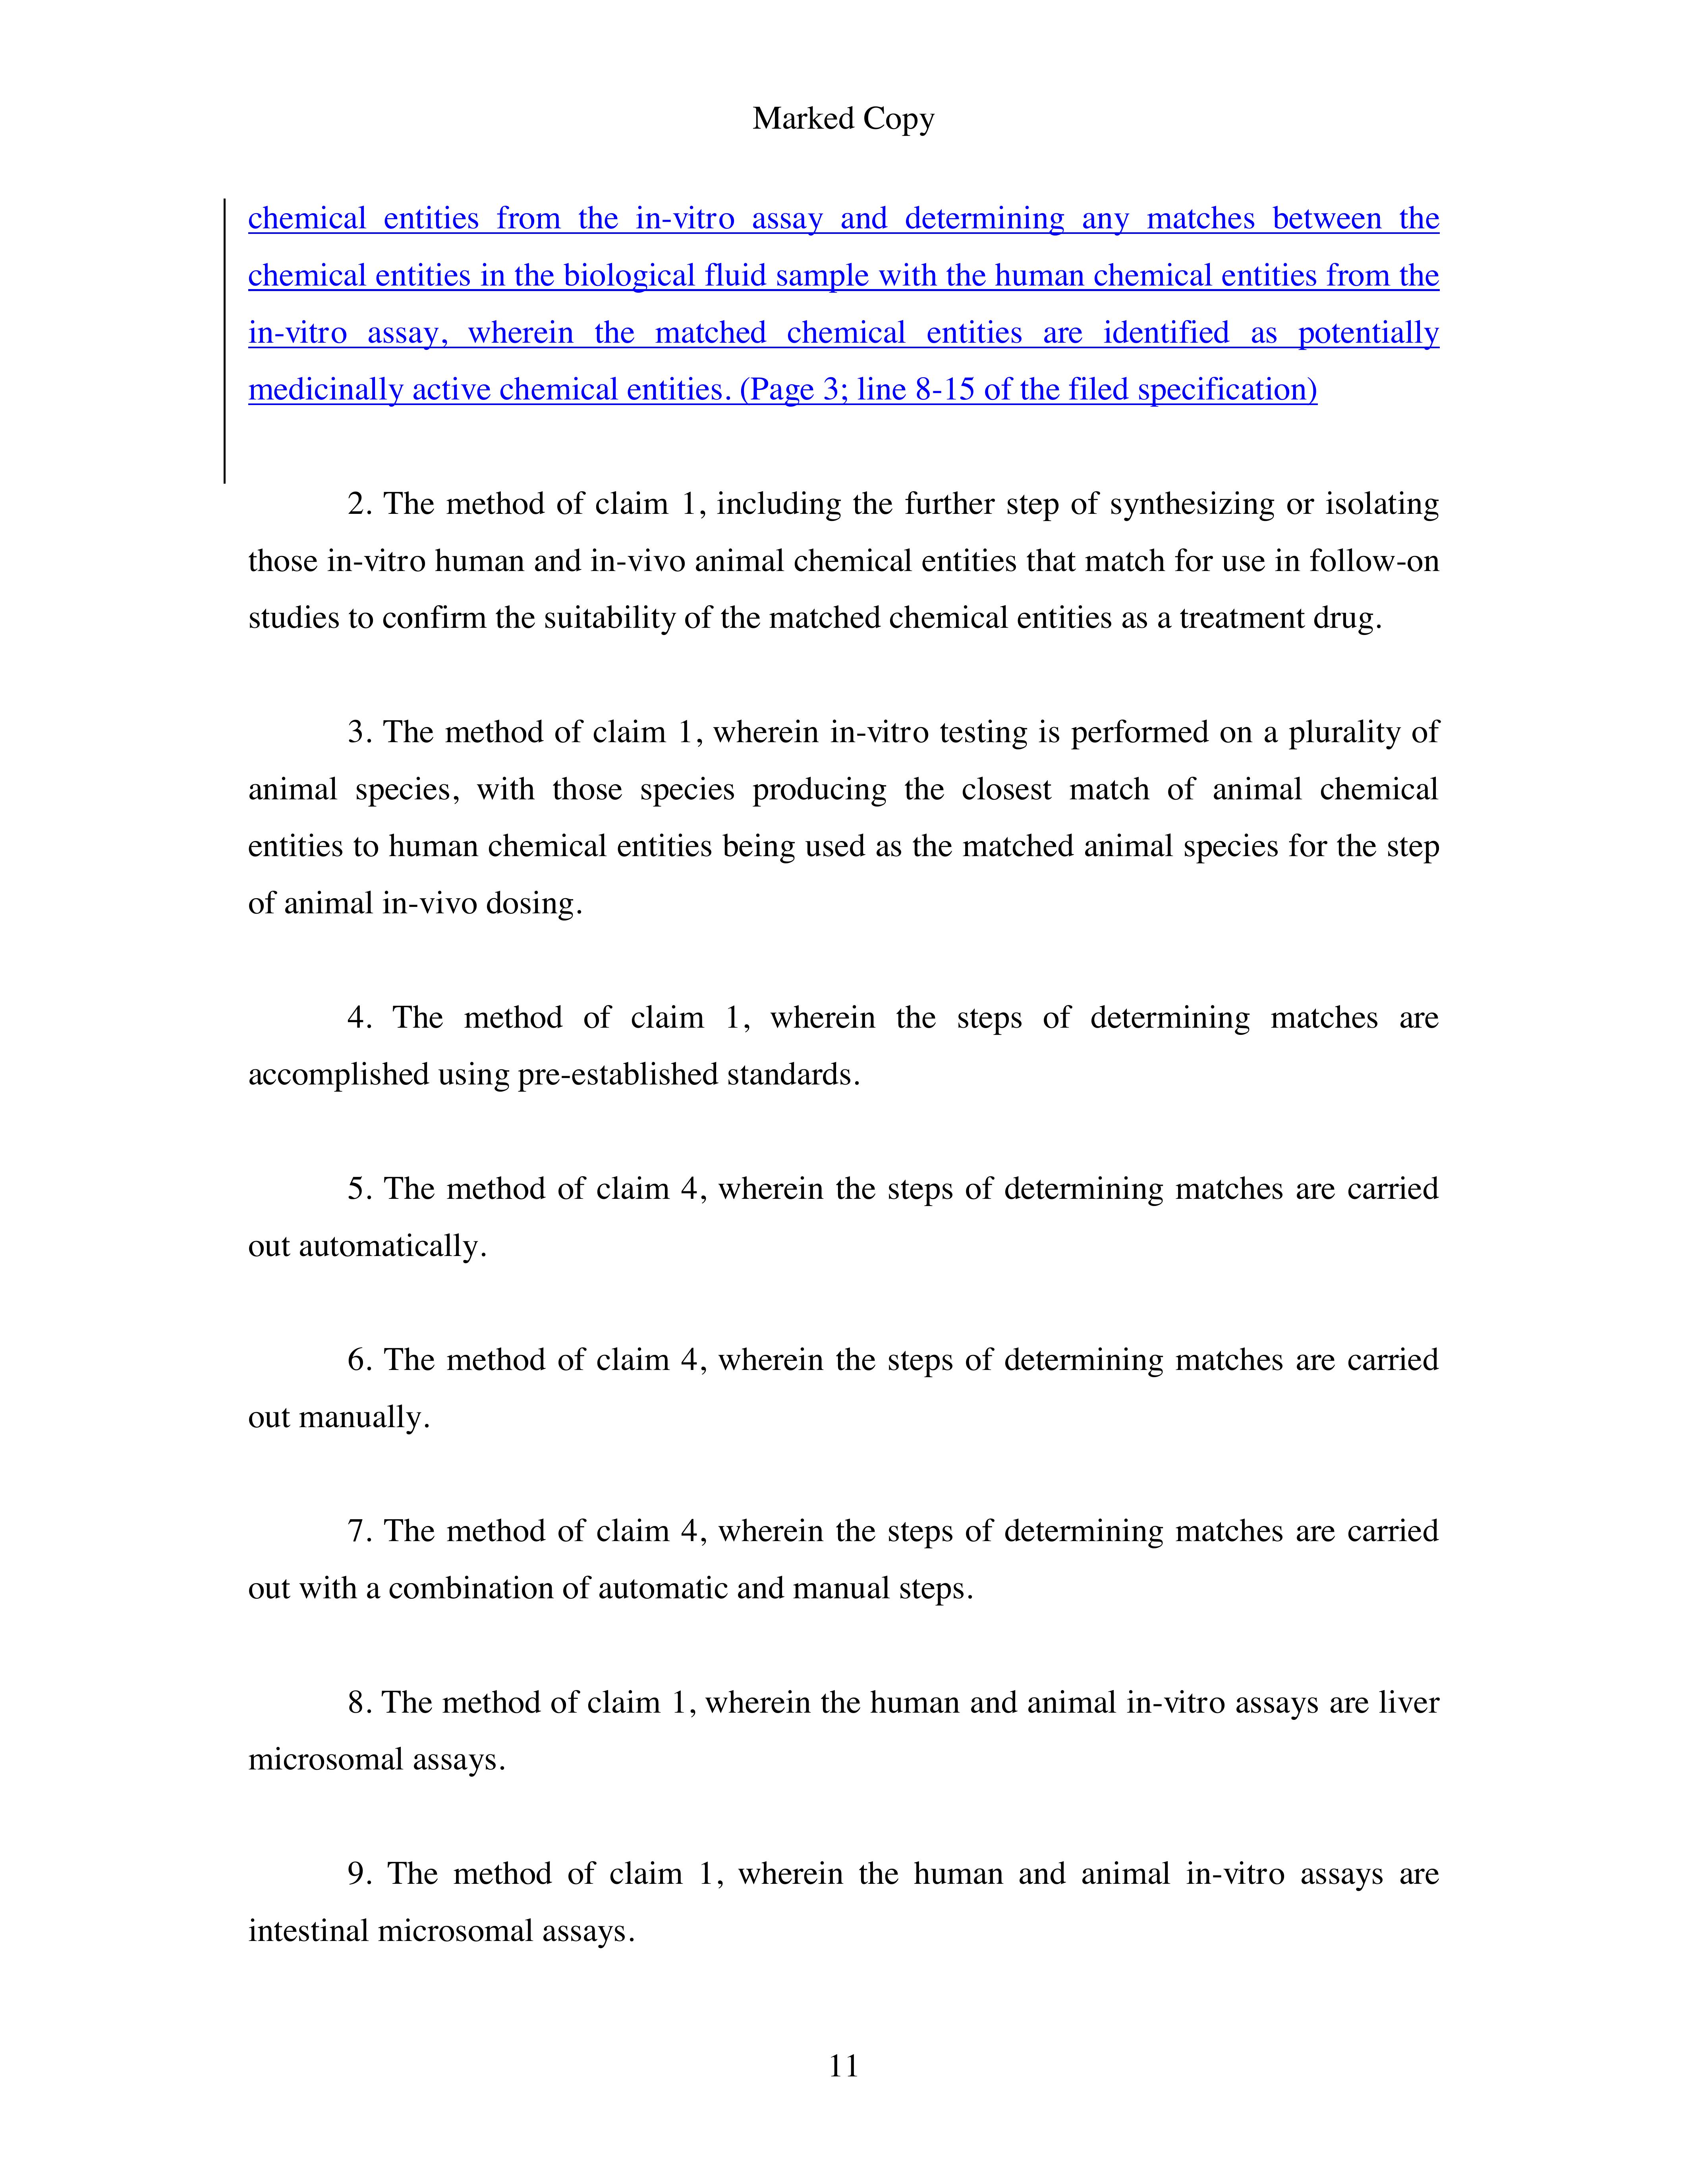 Marked Copy
chemical entities from the in-vitro assay and determining any matches between the
chemical entities in the biological fluid sample with the human chemical entities from the
in-vitro assay, wherein the matched chemical entities are identified as potentially
medicinally active chemical entities. (Page 3; line 8-15 of the filed specification)
2. The method of claim 1, including the further step of synthesizing or isolating
those in-vitro human and in-vivo animal chemical entities that match for use in follow-on
studies to confirm the suitability of the matched chemical entities as a treatment drug.
3. The method of claim 1, wherein in-vitro testing is performed on a plurality of
animal species, with those species producing the closest match of animal chemical
entities to human chemical entities being used as the matched animal species for the step
of animal in-vivo dosing.
4. The method of claim 1, wherein the steps of determining matches are
accomplished using pre-established standards.
5. The method of claim 4, wherein the steps of determining matches are carried
out automatically.
6. The method of claim 4, wherein the steps of determining matches are carried
out manually.
7. The method of claim 4, wherein the steps of determining matches are carried
out with a combination of automatic and manual steps.
8. The method of claim 1, wherein the human and animal in-vitro assays are liver
microsomal assays.
9. The method of claim 1, wherein the human and animal in-vitro assays are
intestinal microsomal assays.
11